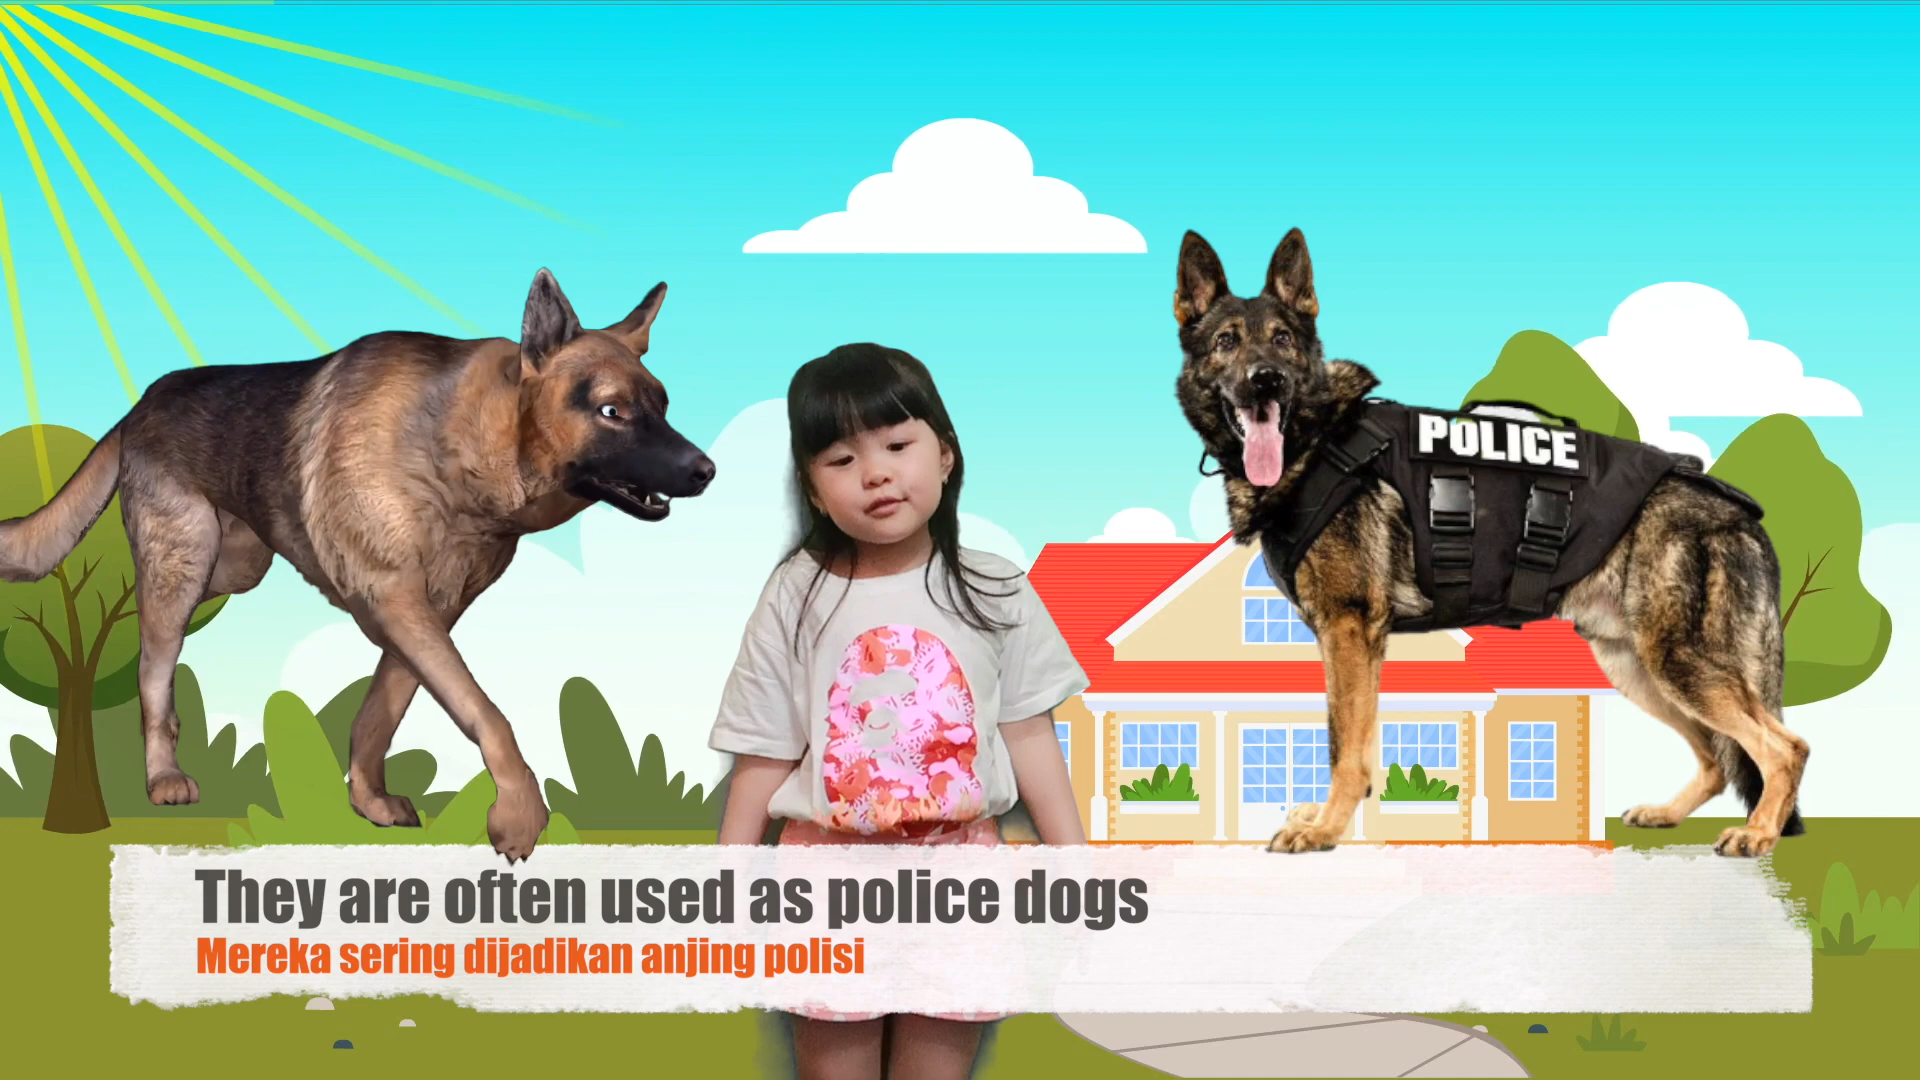 POLICE
They are often used as police dogs
Mereka sering dijadikan anjing polisi